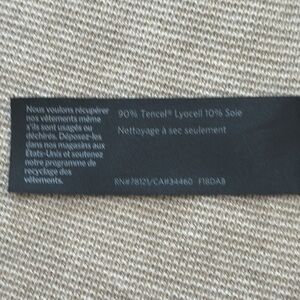 Nous voulons récupérer
nos vêtements même
s'ils sont usagés ou
déchirés. Déposez-les
dans nos magasins aux
États-Unis et soutenez
notre programme de
recyclage des
vêtements.
90% Tencel® Lyocell 10% Soie
Nettoyage à sec seulement
RN#78121/CA#34460 F18DAB